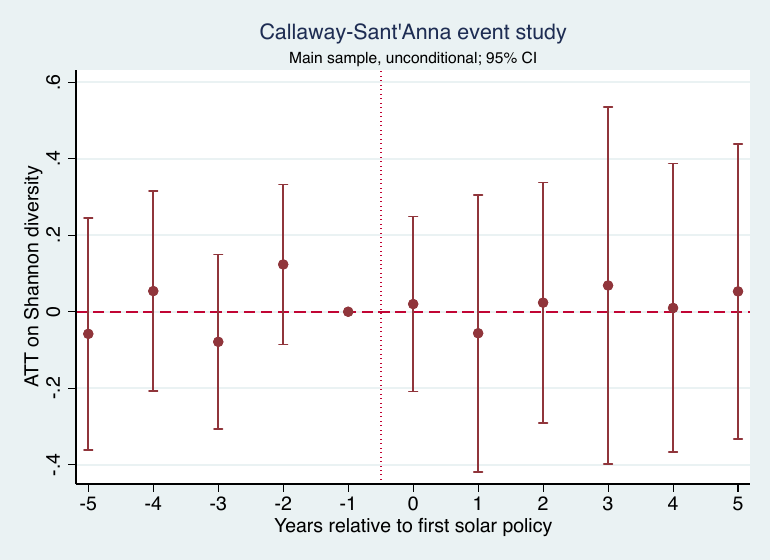 Callaway-Sant'Anna event study
Main sample, unconditional; 95% CI
ATT on Shannon diversity
.6
.4
.2
0
-.2
-.4
-5 -4 -3 -2 -1 0 1 2 3 4 5
Years relative to first solar policy